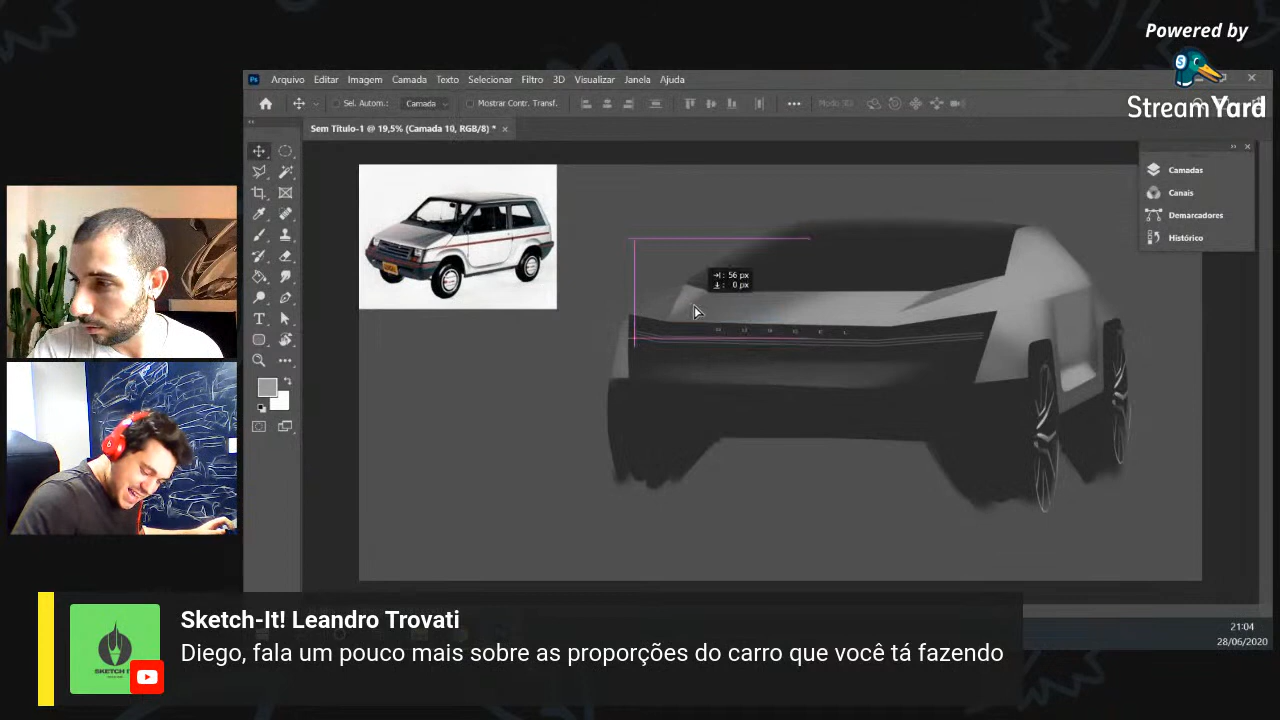 Powered by
StreamYard
Ps Arquivo Editar Imagem Camada Texto Selecionar Filtro 3D Visualizar Janela Ajuda
Sel. Autom.: Camada Mostrar Contr. Transf. Modo 3D:
Sem Título-1 @ 19,5% (Camada 10, RGB/8) *
Camadas
Canais
Demarcadores
Histórico
: 56 px
: 0 px
21:04
28/06/2020
Sketch-It! Leandro Trovati
Diego, fala um pouco mais sobre as proporções do carro que você tá fazendo